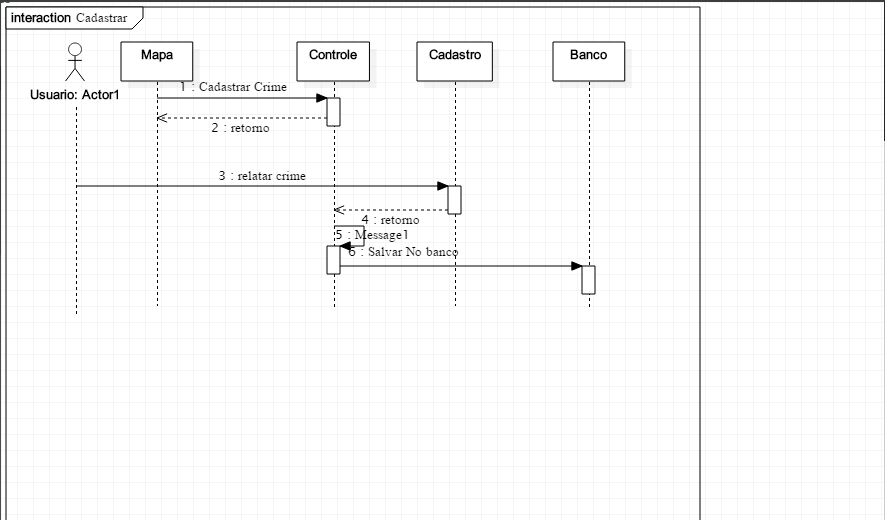 interaction Cadastrar
Mapa
Controle
Cadastro
Banco
Usuario: Actor1
1 : Cadastrar Crime
2 : retorno
3 : relatar crime
4 : retorno
5 : Message1
6 : Salvar No banco